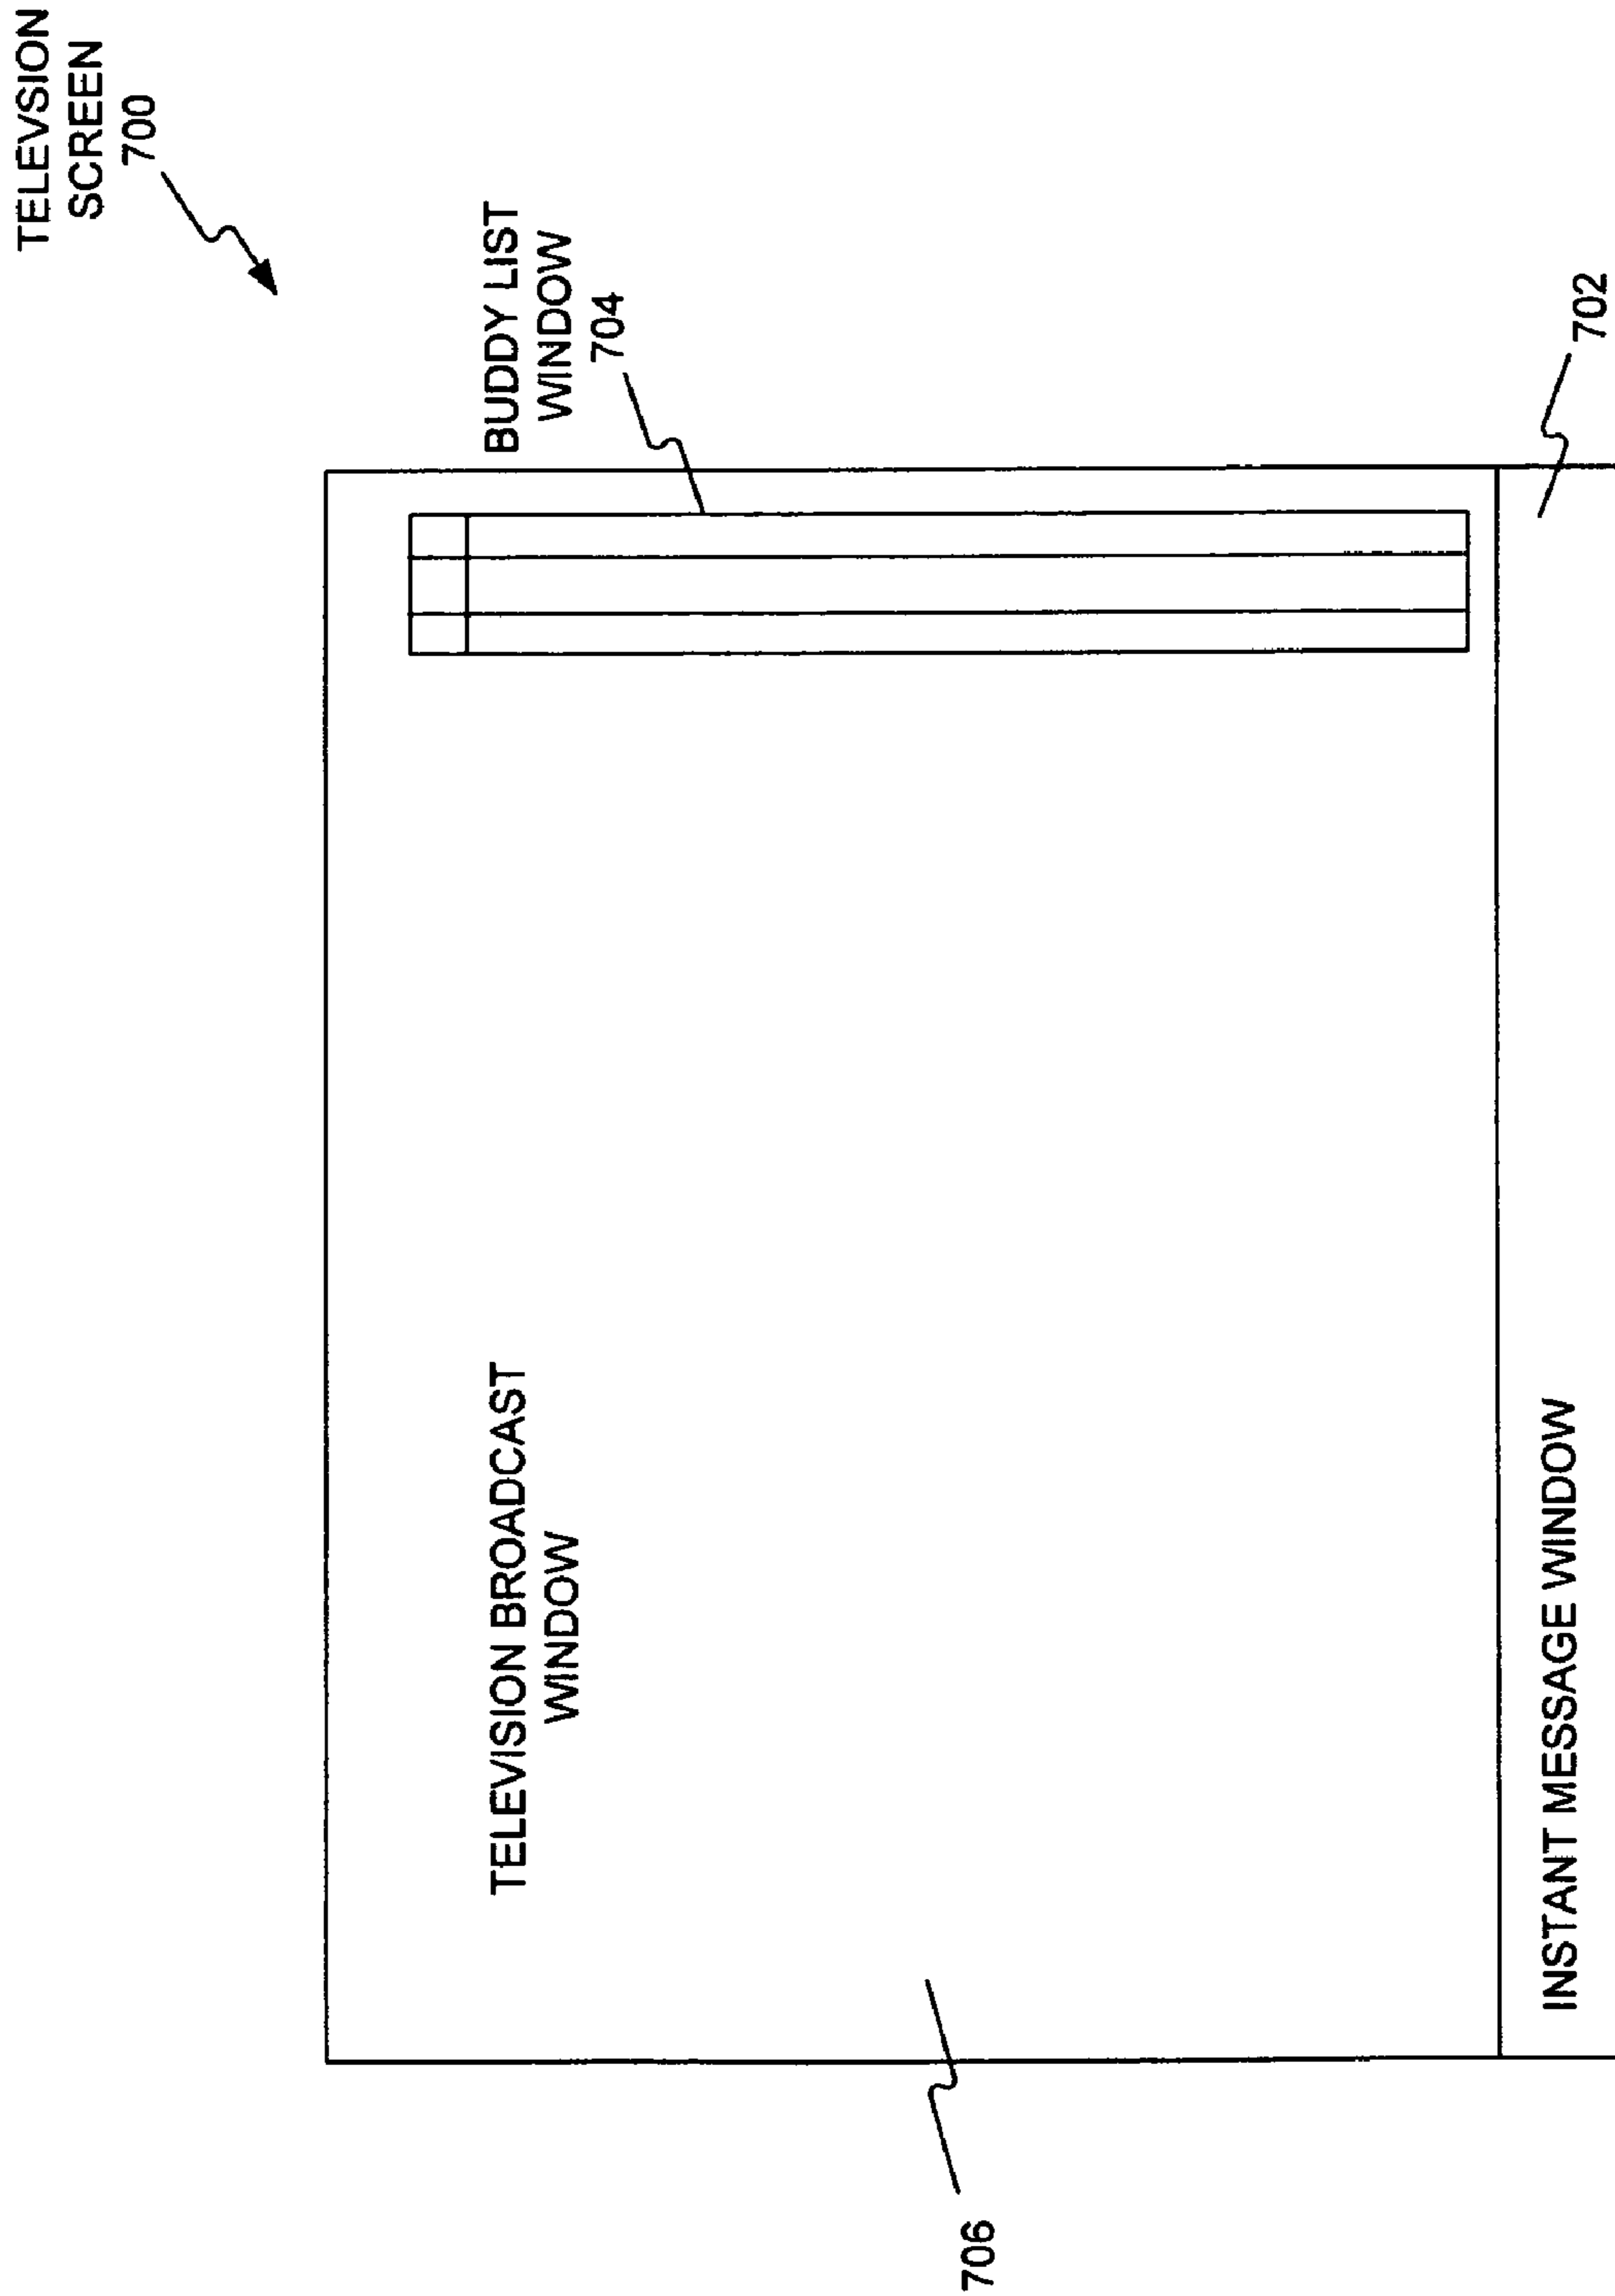 TELEVSION
SCREEN
700
BUDDY LIST
WINDOW
704
TELEVISION BROADCAST
WINDOW
706
INSTANT MESSAGE WINDOW
702